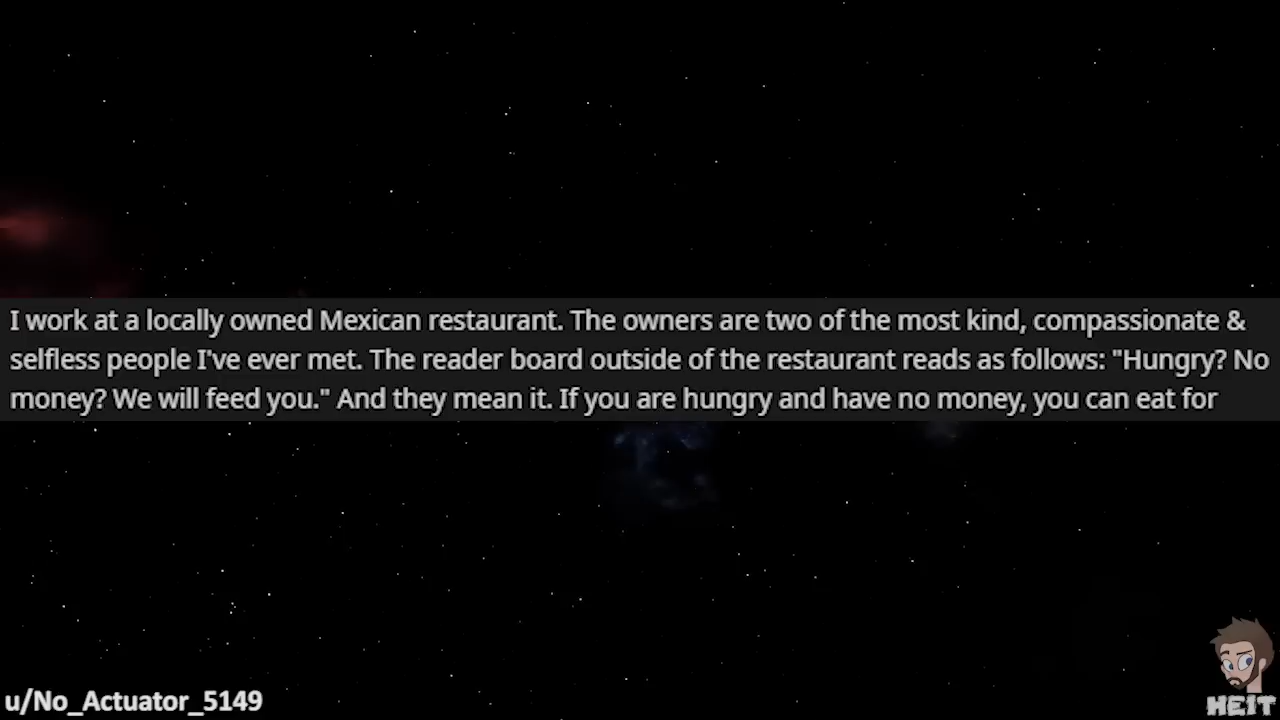 I work at a locally owned Mexican restaurant. The owners are two of the most kind, compassionate &
selfless people I've ever met. The reader board outside of the restaurant reads as follows: "Hungry? No
money? We will feed you." And they mean it. If you are hungry and have no money, you can eat for
u/No_Actuator_5149
HEIT